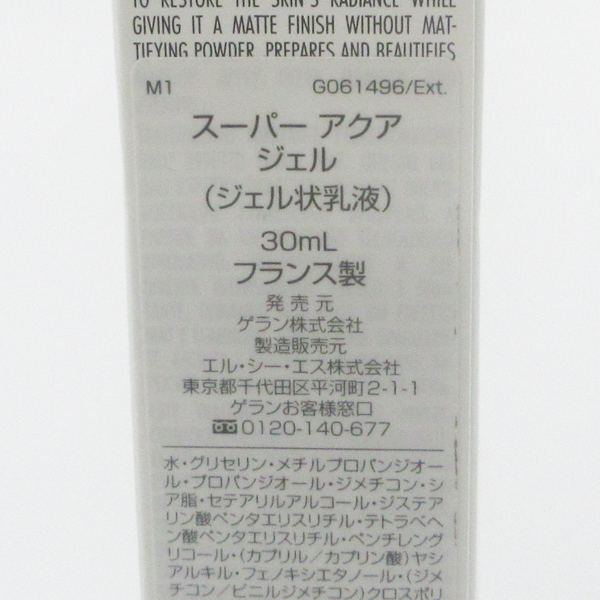 TO RESTORE THE SKIN'S RADIANCE WHILE
GIVING IT A MATTE FINISH WITHOUT MAT-
TIFYING POWDER. PREPARES AND BEAUTIFIES
M1 G061496/Ext.
スーパー アクア
ジェル
(ジェル状乳液)
30mL
フランス製
発 売 元
ゲラン株式会社
製造販売元
エル・シー・エス株式会社
東京都千代田区平河町2-1-1
ゲランお客様窓口
0120-140-677
水・グリセリン・メチルプロパンジオー
ル・プロパンジオール・ジメチコン・シ
ア脂・セテアリルアルコール・ジステア
リン酸ペンタエリスリチル・テトラベヘ
ン酸ペンタエリスリチル・ペンチレング
リコール・(カプリル/カプリン酸)ヤシ
アルキル・フェノキシエタノール・(ジメ
チコン/ビニルジメチコン)クロスポリ